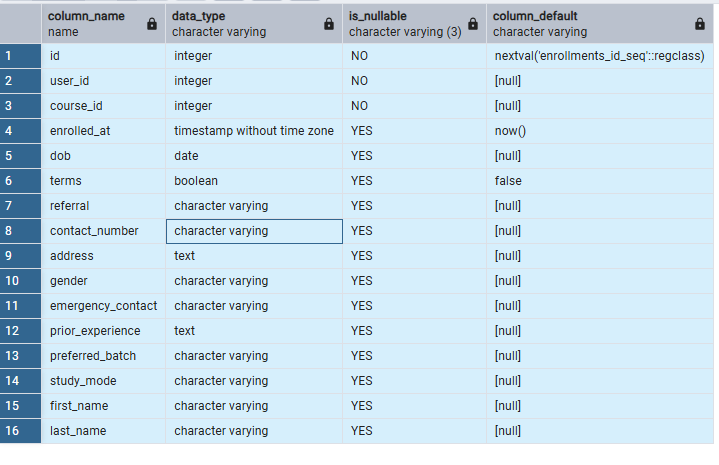 column_name data_type is_nullable column_default
name character varying character varying (3) character varying
1 id integer NO nextval('enrollments_id_seq'::regclass)
2 user_id integer NO [null]
3 course_id integer NO [null]
4 enrolled_at timestamp without time zone YES now()
5 dob date YES [null]
6 terms boolean YES false
7 referral character varying YES [null]
8 contact_number character varying YES [null]
9 address text YES [null]
10 gender character varying YES [null]
11 emergency_contact character varying YES [null]
12 prior_experience text YES [null]
13 preferred_batch character varying YES [null]
14 study_mode character varying YES [null]
15 first_name character varying YES [null]
16 last_name character varying YES [null]